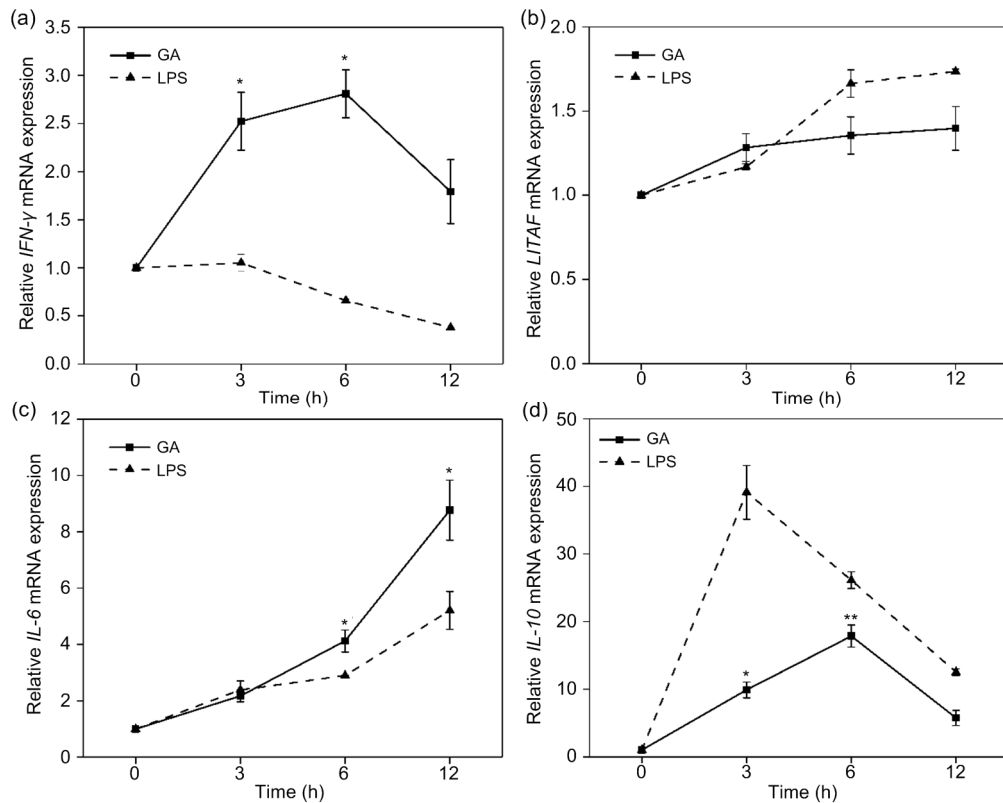 (a)
Relative IFN-γ mRNA expression
3.5
3.0
2.5
2.0
1.5
1.0
0.5
0.0
GA
LPS
*
*
0 3 6 12
Time (h)
(b)
Relative LITAF mRNA expression
2.0
1.5
1.0
0.5
0.0
GA
LPS
0 3 6 12
Time (h)
(c)
Relative IL-6 mRNA expression
12
10
8
6
4
2
0
GA
LPS
*
*
0 3 6 12
Time (h)
(d)
Relative IL-10 mRNA expression
50
40
30
20
10
0
GA
LPS
*
**
0 3 6 12
Time (h)